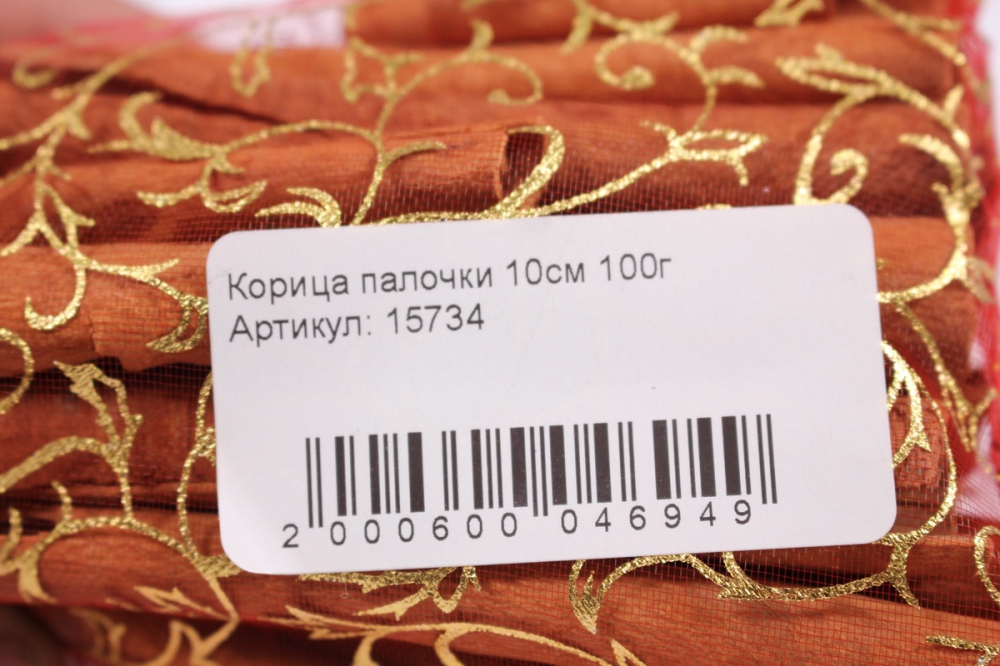 Корица палочки 10см 100г
Артикул: 15734
2 000600 046949